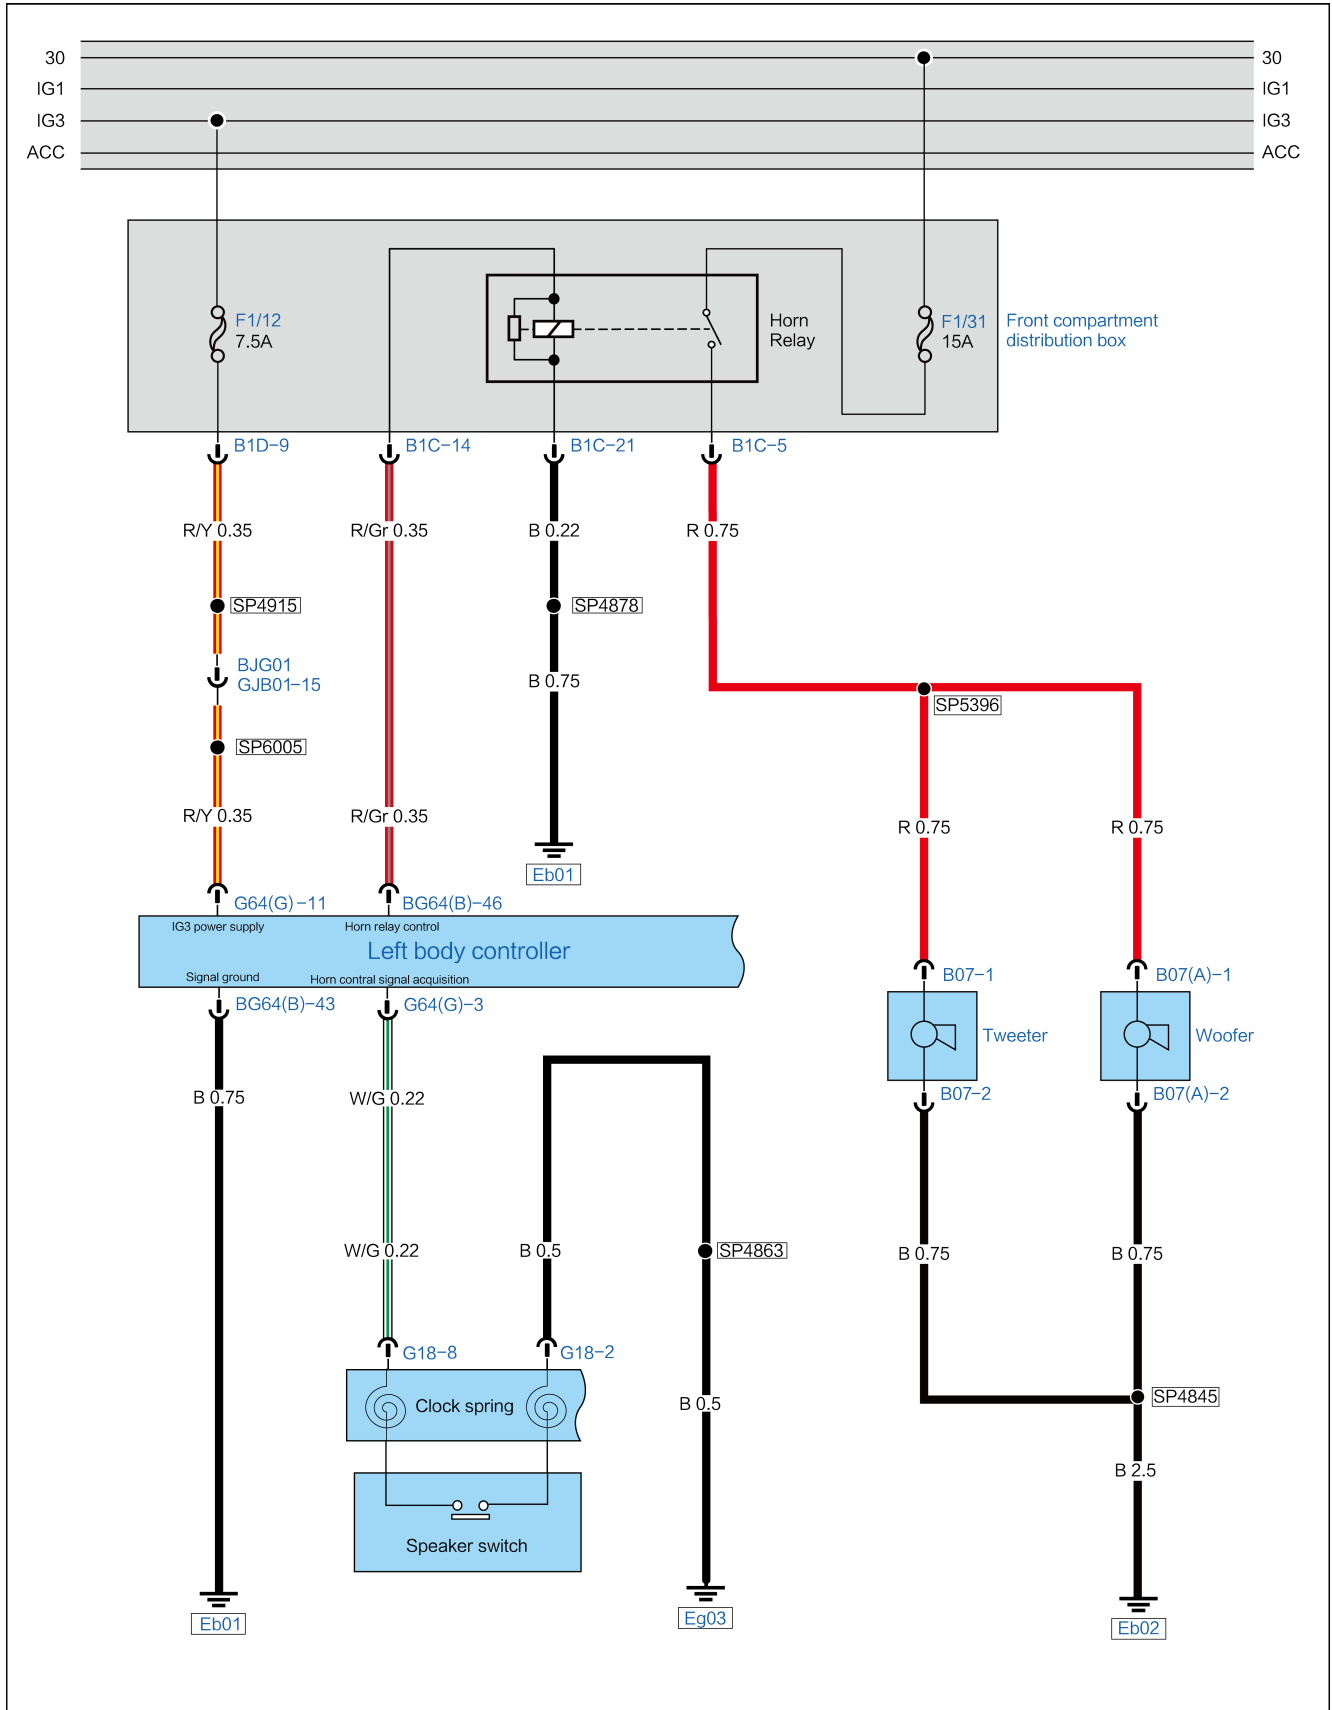 30
30
IG1
IG1
IG3
IG3
ACC
ACC
F1/12
7.5A
Horn
Relay
F1/31
15A
Front compartment
distribution box
B1D-9
B1C-14
B1C-21
B1C-5
R/Y 0.35
R/Gr 0.35
B 0.22
R 0.75
SP4915
SP4878
BJG01
GJB01-15
B 0.75
SP5396
SP6005
R/Y 0.35
R/Gr 0.35
R 0.75
R 0.75
Eb01
G64(G)-11
BG64(B)-46
IG3 power supply
Horn relay control
Left body controller
Signal ground
Horn contral signal acquisition
BG64(B)-43
G64(G)-3
B07-1
B07(A)-1
Tweeter
Woofer
B07-2
B07(A)-2
B 0.75
W/G 0.22
W/G 0.22
B 0.5
SP4863
B 0.75
B 0.75
G18-8
G18-2
Clock spring
B 0.5
SP4845
B 2.5
Speaker switch
Eb01
Eg03
Eb02